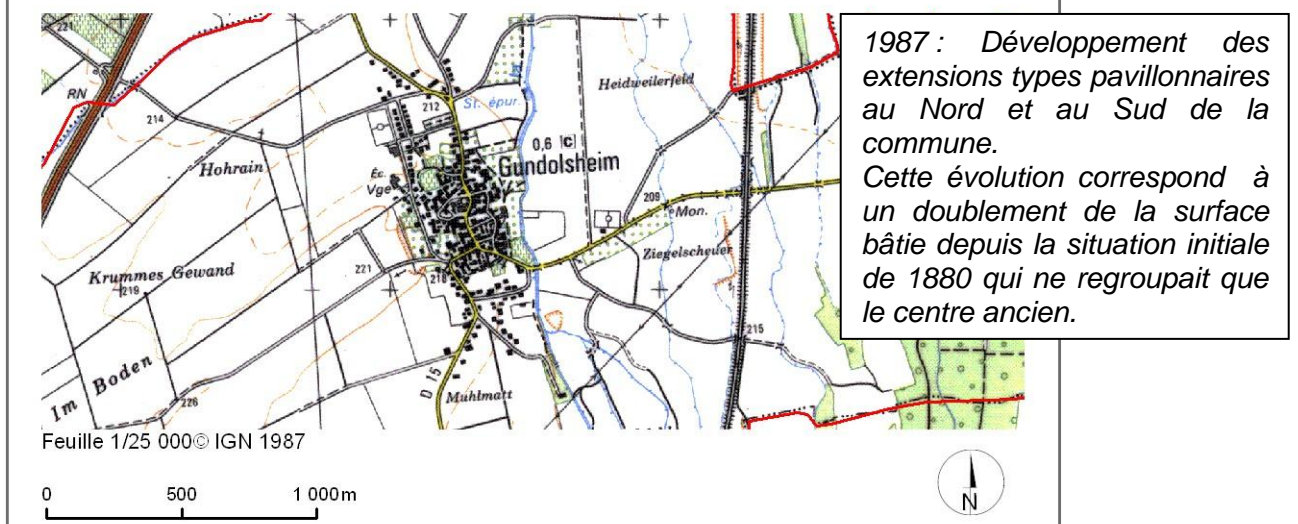 221
RN
214
212
St. épur.
Heidweilerfeld
0,6 C
Gundolsheim
Hohrain
Éc.
Vge
209
Mon.
Krummes Gewand
219
221
218
Ziegelscheuer
215
Im Boden
226
D 15
Muhlmatt
1987 : Développement des
extensions types pavillonnaires
au Nord et au Sud de la
commune.
Cette évolution correspond à
un doublement de la surface
bâtie depuis la situation initiale
de 1880 qui ne regroupait que
le centre ancien.
Feuille 1/25 000© IGN 1987
0 500 1 000m
N